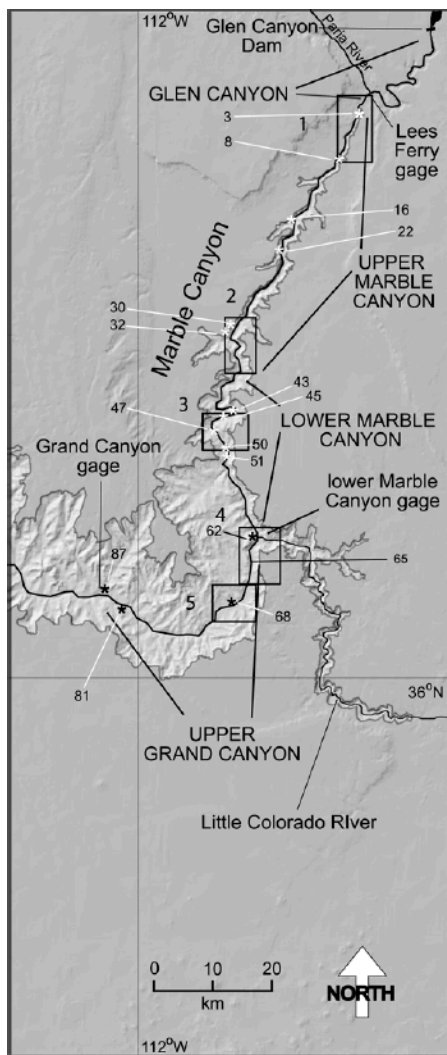 112°W
Glen Canyon
Dam
Paria River
GLEN CANYON
1
3
8
Lees
Ferry
gage
16
22
Marble Canyon
UPPER
MARBLE
CANYON
2
30
32
43
45
3
47
LOWER MARBLE
CANYON
50
51
Grand Canyon
gage
lower Marble
Canyon gage
4
62
87
65
5
68
81
36°N
UPPER
GRAND CANYON
Little Colorado RIver
0 10 20
km
NORTH
112°W